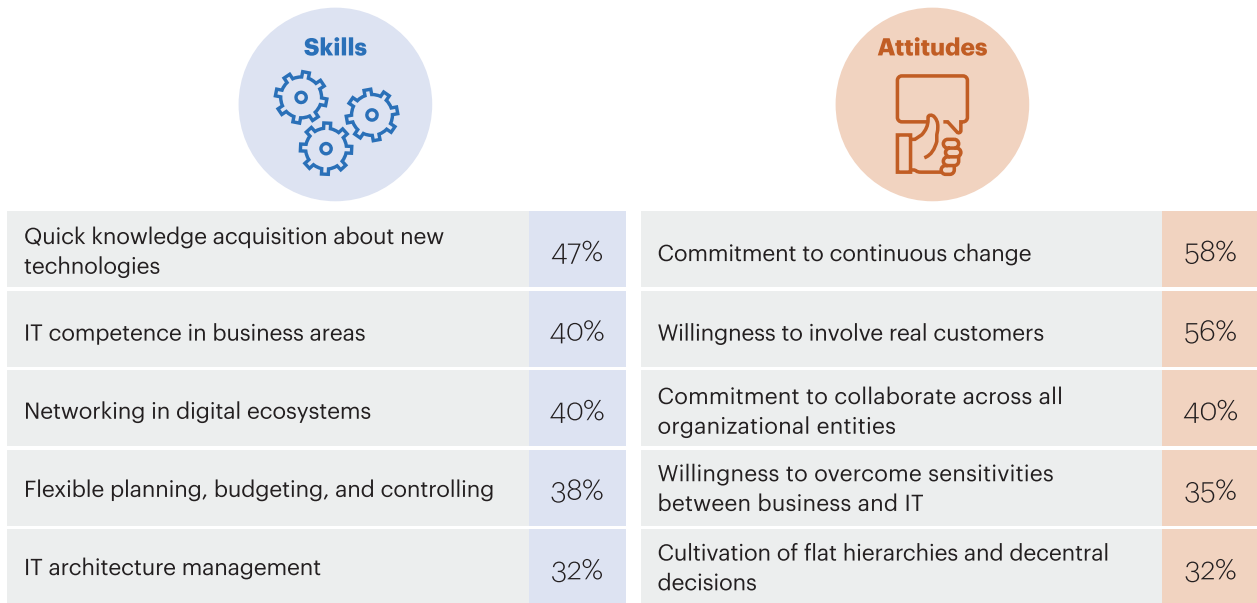 Skills
Quick knowledge acquisition about new
technologies
47%
IT competence in business areas
40%
Networking in digital ecosystems
40%
Flexible planning, budgeting, and controlling
38%
IT architecture management
32%
Attitudes
Commitment to continuous change
58%
Willingness to involve real customers
56%
Commitment to collaborate across all
organizational entities
40%
Willingness to overcome sensitivities
between business and IT
35%
Cultivation of flat hierarchies and decentral
decisions
32%